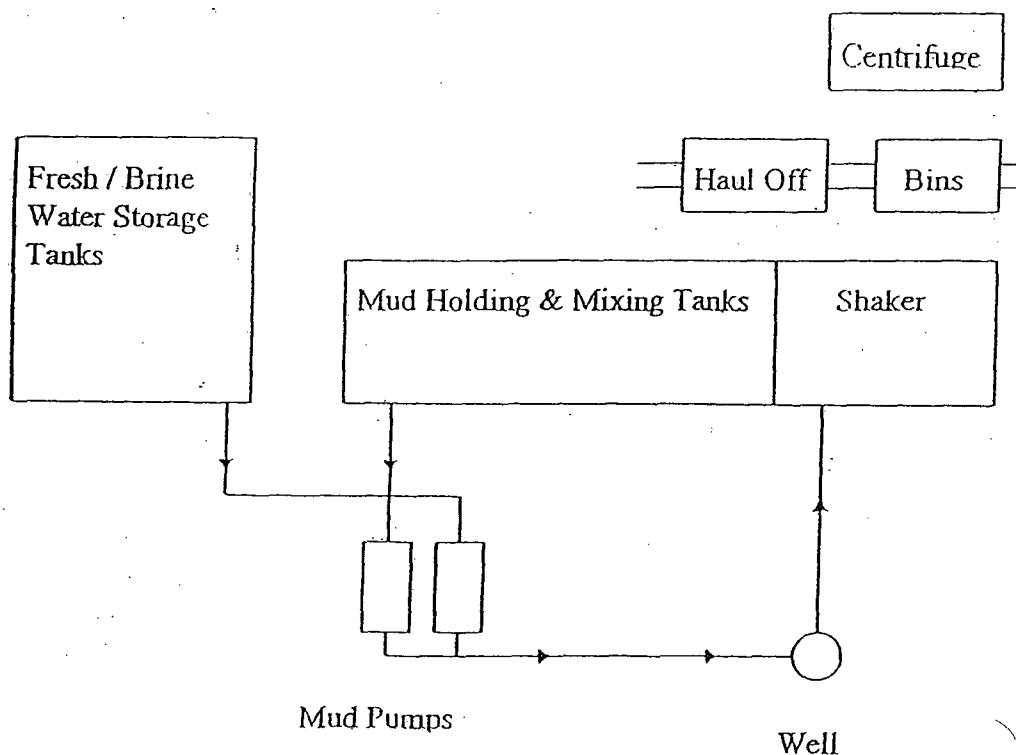 Centrifuge
Fresh / Brine
Water Storage
Tanks
Haul Off
Bins
Mud Holding & Mixing Tanks
Shaker
Mud Pumps
Well